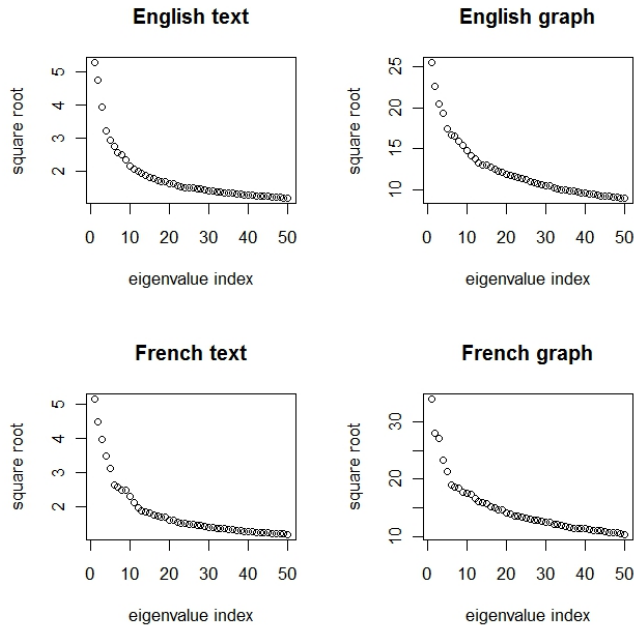 English text
square root
5
4
3
2
0 10 20 30 40 50
eigenvalue index
English graph
square root
25
20
15
10
0 10 20 30 40 50
eigenvalue index
French text
square root
5
4
3
2
0 10 20 30 40 50
eigenvalue index
French graph
square root
30
20
10
0 10 20 30 40 50
eigenvalue index